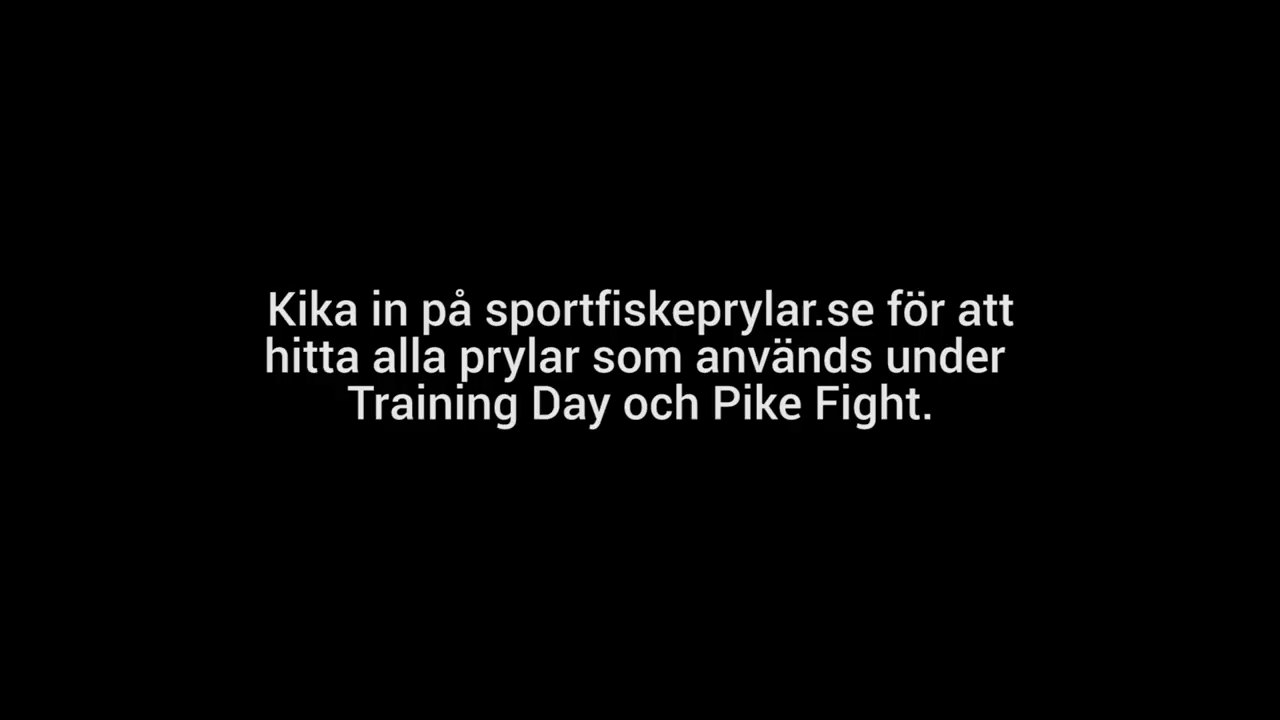 Kika in på sportfiskeprylar.se för att
hitta alla prylar som används under
Training Day och Pike Fight.